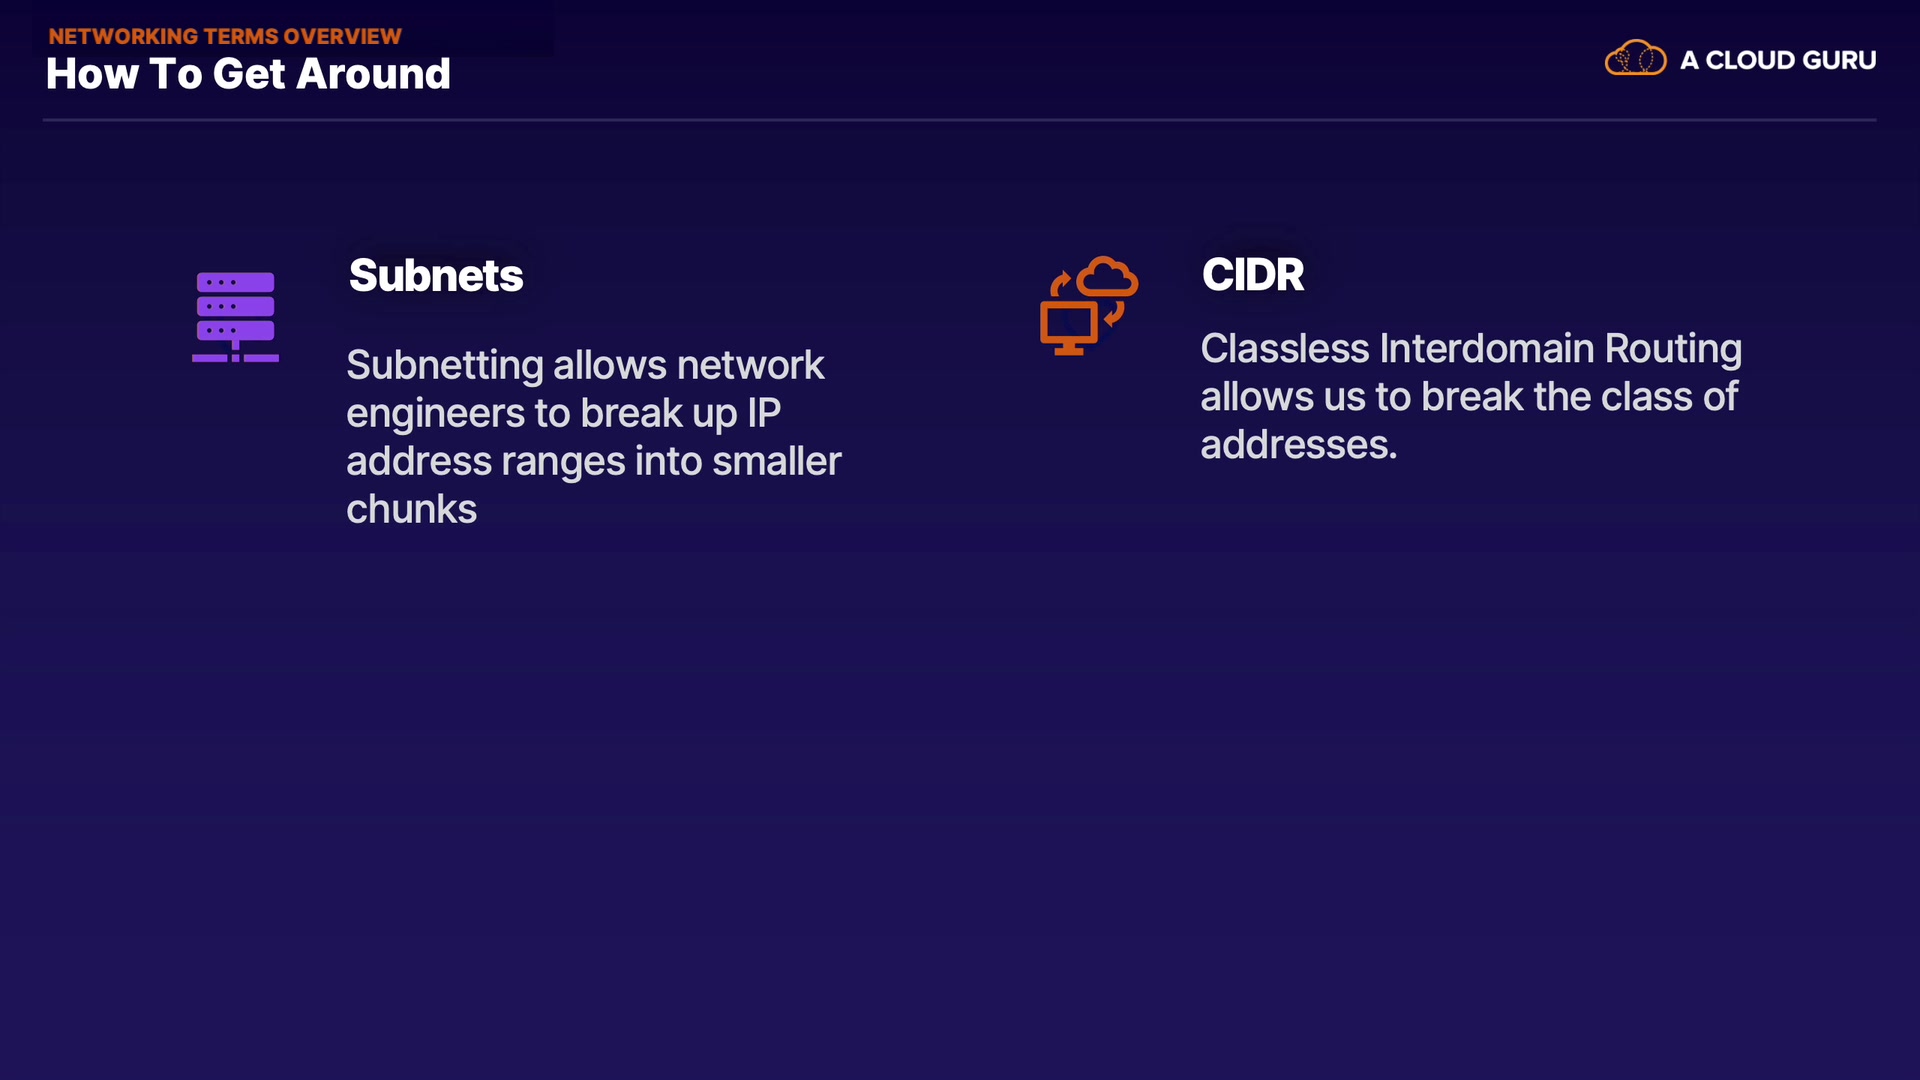 NETWORKING TERMS OVERVIEW
How To Get Around
A CLOUD GURU
Subnets
Subnetting allows network
engineers to break up IP
address ranges into smaller
chunks
CIDR
Classless Interdomain Routing
allows us to break the class of
addresses.